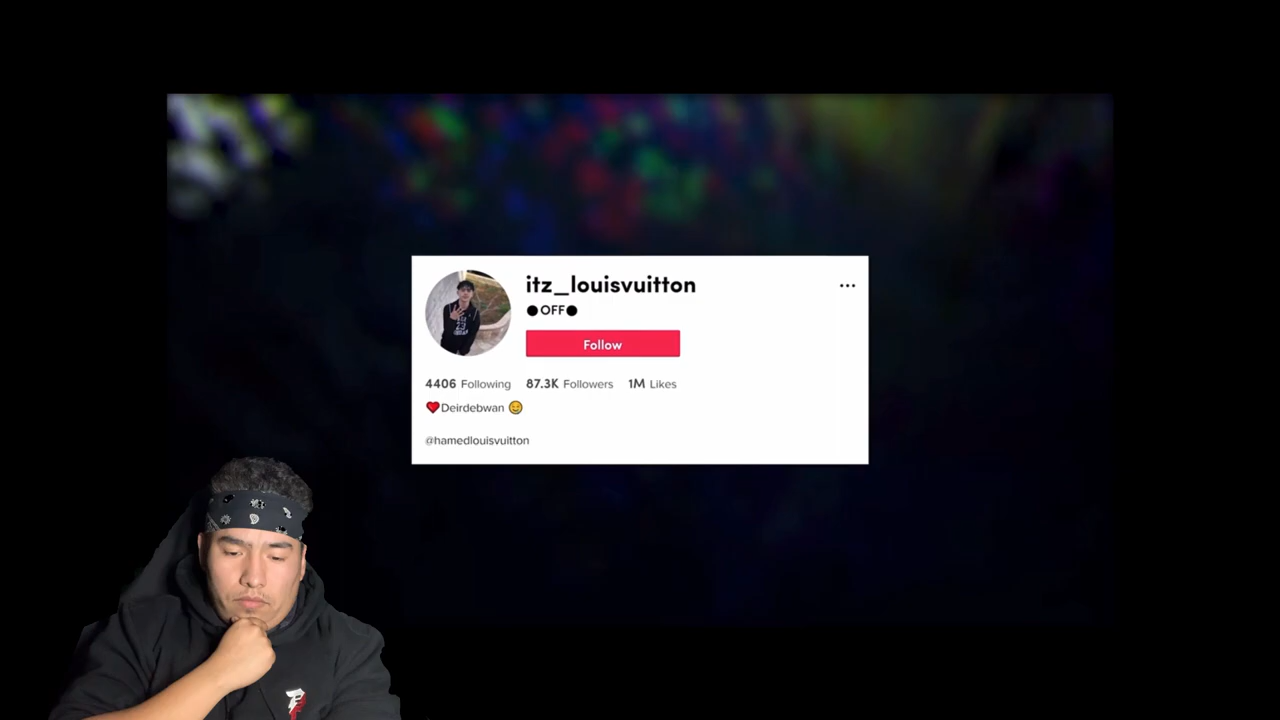 itz_louisvuitton
●OFF●
Follow
4406 Following 87.3K Followers 1M Likes
❤️Deirdebwan 😊
@hamedlouisvuitton